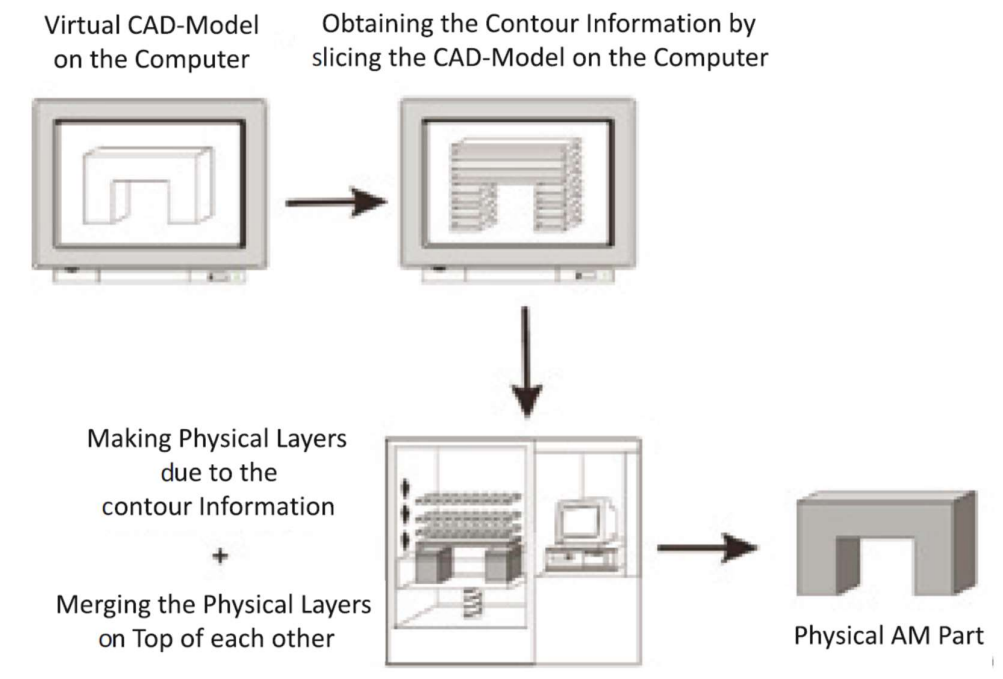 Virtual CAD-Model
on the Computer
Obtaining the Contour Information by
slicing the CAD-Model on the Computer
Making Physical Layers
due to the
contour Information
+
Merging the Physical Layers
on Top of each other
Physical AM Part